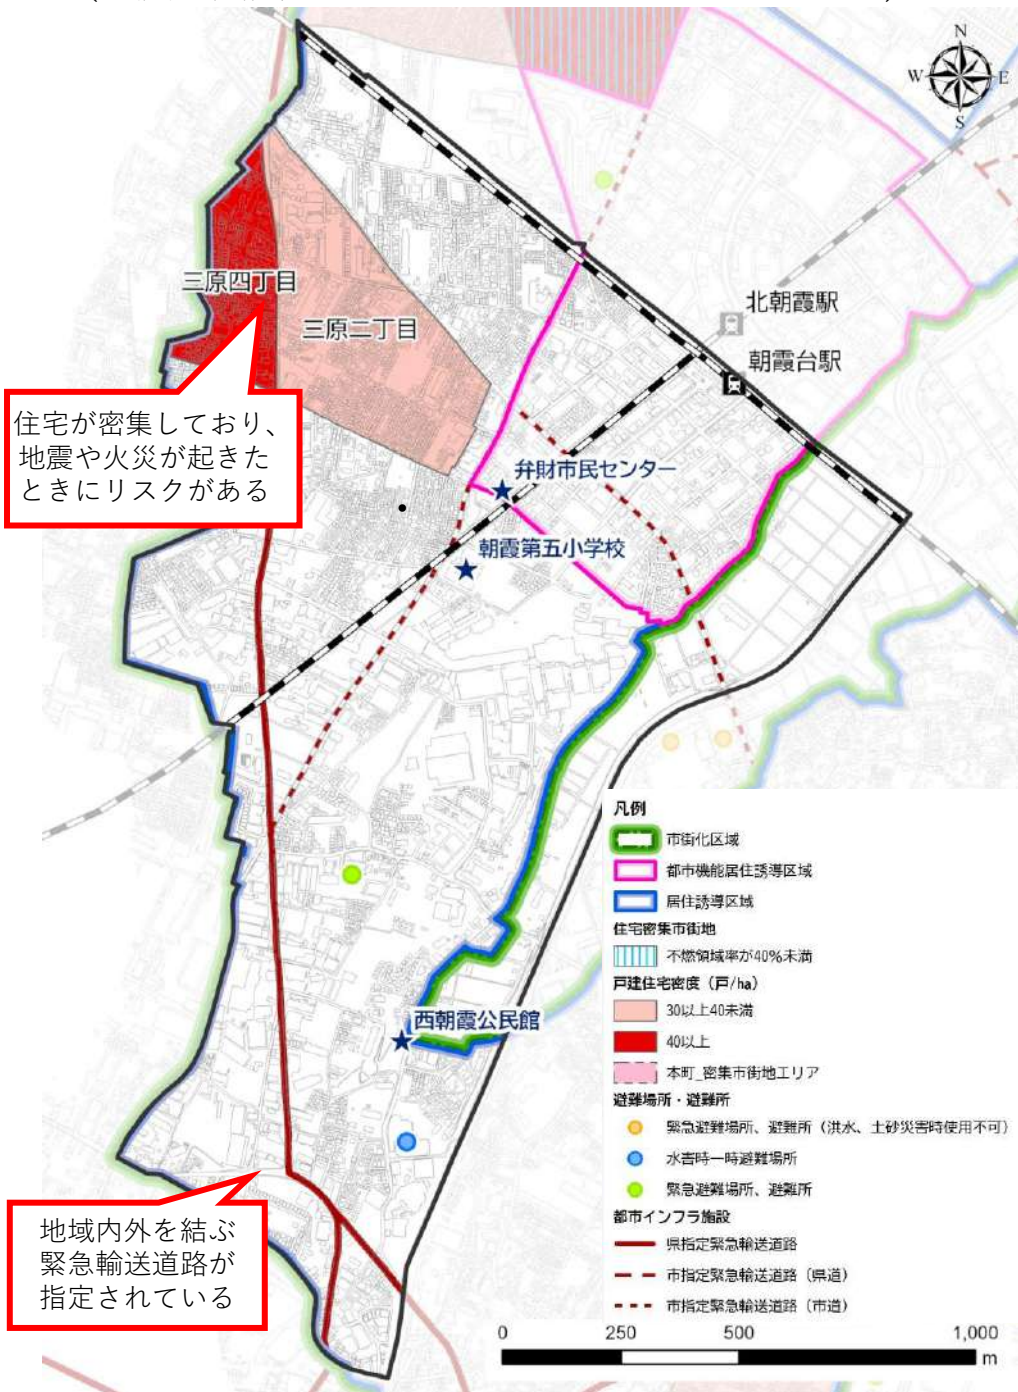 N
W
E
S
三原四丁目
三原二丁目
北朝霞駅
朝霞台駅
住宅が密集しており、
地震や火災が起きた
ときにリスクがある
弁財市民センター
朝霞第五小学校
西朝霞公民館
地域内外を結ぶ
緊急輸送道路が
指定されている
凡例
市街化区域
都市機能居住誘導区域
居住誘導区域
住宅密集市街地
不燃領域率が40%未満
戸建住宅密度（戸/ha）
30以上40未満
40以上
本町_密集市街地エリア
避難場所・避難所
緊急避難場所、避難所（洪水、土砂災害時使用不可）
水害時一時避難場所
緊急避難場所、避難所
都市インフラ施設
県指定緊急輸送道路
市指定緊急輸送道路（県道）
市指定緊急輸送道路（市道）
0 250 500 1,000
m